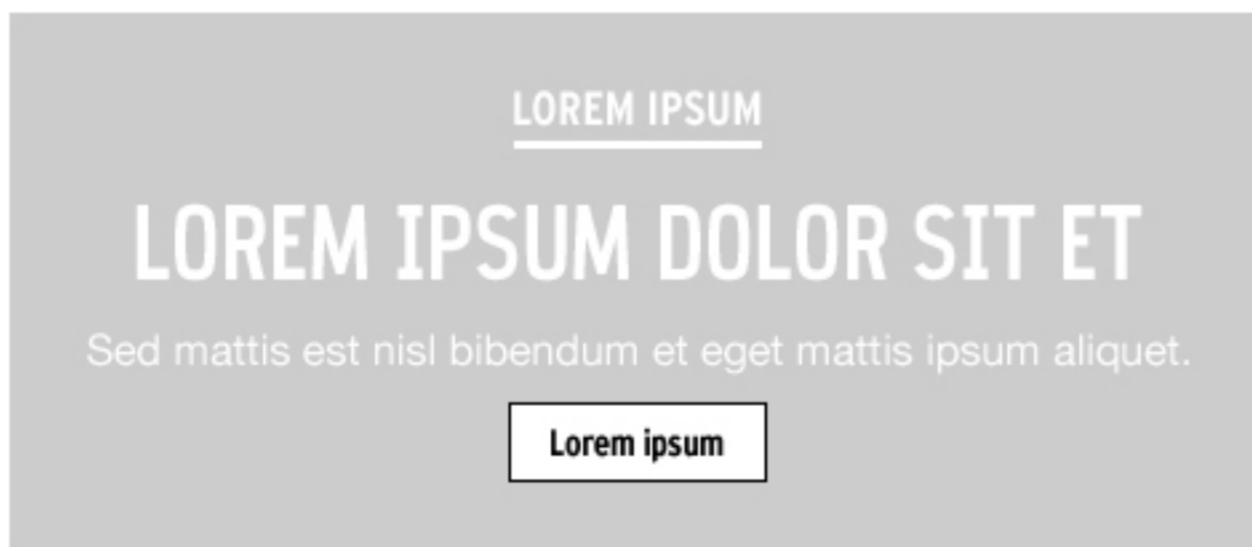 LOREM IPSUM
LOREM IPSUM DOLOR SIT ET
Sed mattis est nisl bibendum et eget mattis ipsum aliquet.
Lorem ipsum